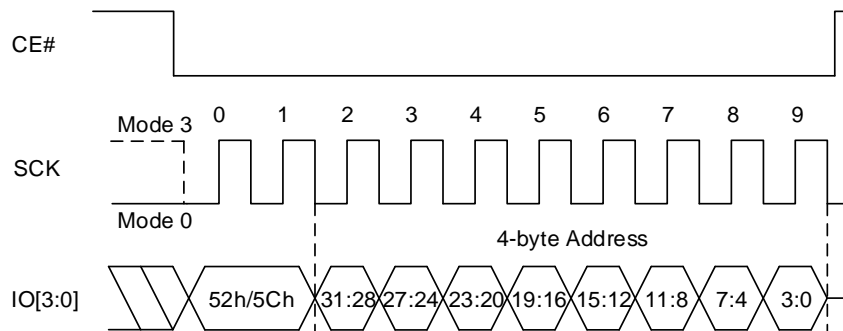 CE#
0 1 2 3 4 5 6 7 8 9
Mode 3
SCK
Mode 0
4-byte Address
IO[3:0] 52h/5Ch 31:28 27:24 23:20 19:16 15:12 11:8 7:4 3:0